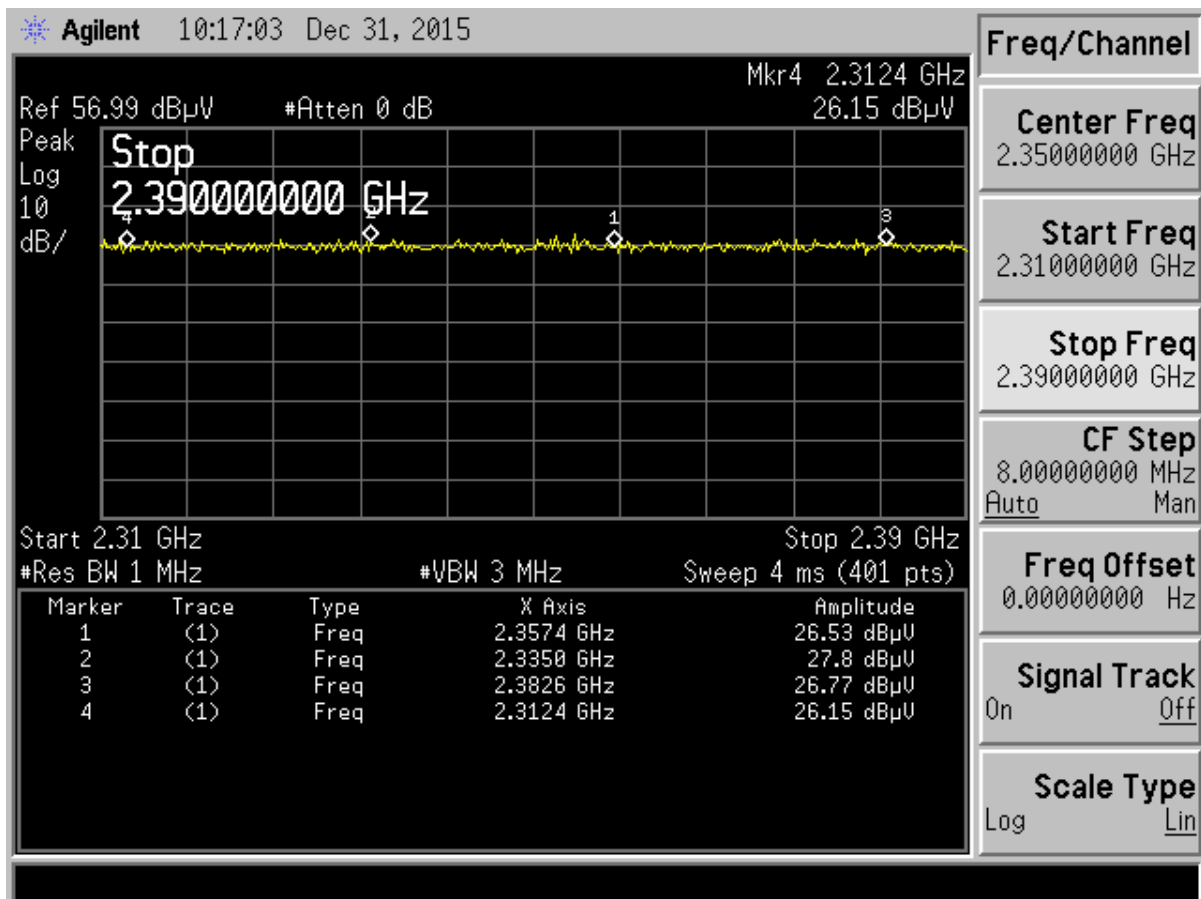 Agilent 10:17:03 Dec 31, 2015
Mkr4 2.3124 GHz
Ref 56.99 dBµV #Atten 0 dB 26.15 dBµV
Peak
Log
10
dB/
Stop
2.390000000 GHz
4 2 1 3
Start 2.31 GHz Stop 2.39 GHz
#Res BW 1 MHz #VBW 3 MHz Sweep 4 ms (401 pts)
Marker Trace Type X Axis Amplitude
1 (1) Freq 2.3574 GHz 26.53 dBµV
2 (1) Freq 2.3350 GHz 27.8 dBµV
3 (1) Freq 2.3826 GHz 26.77 dBµV
4 (1) Freq 2.3124 GHz 26.15 dBµV
Freq/Channel
Center Freq
2.35000000 GHz
Start Freq
2.31000000 GHz
Stop Freq
2.39000000 GHz
CF Step
8.00000000 MHz
Auto Man
Freq Offset
0.00000000 Hz
Signal Track
On Off
Scale Type
Log Lin